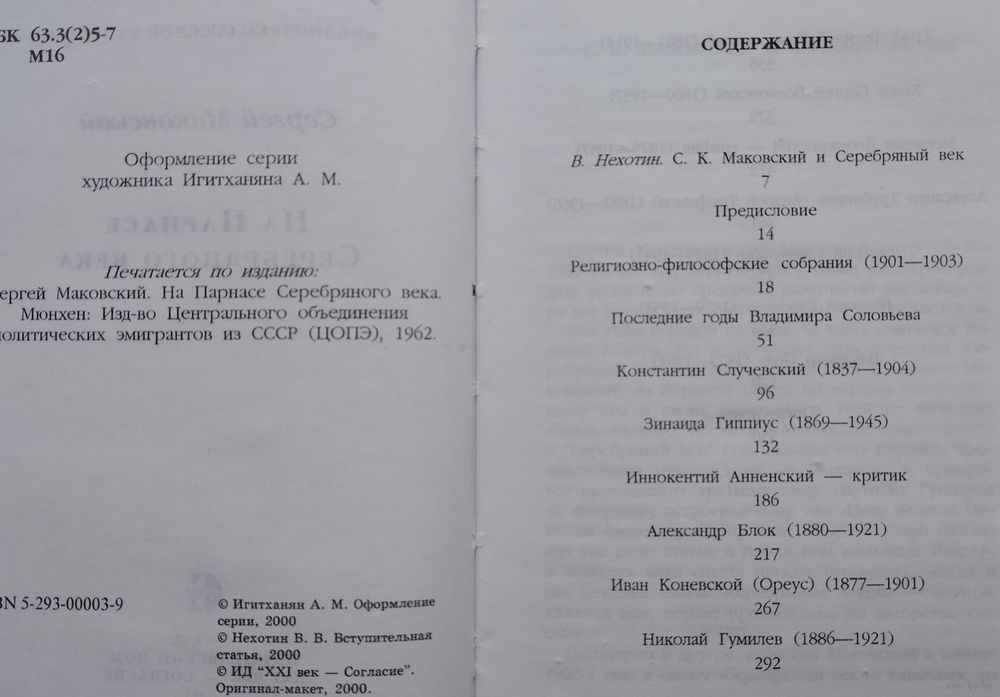 БК 63.3(2)5-7
М16
Оформление серии
художника Игитханяна А. М.
Печатается по изданию:
ергей Маковский. На Парнасе Серебряного века.
Мюнхен: Изд-во Центрального объединения
олитических эмигрантов из СССР (ЦОПЭ), 1962.
BN 5-293-00003-9
© Игитханян А. М. Оформление
серии, 2000
© Нехотин В. В. Вступительная
статья, 2000
© ИД “XXI век — Согласие”.
Оригинал-макет, 2000.
СОДЕРЖАНИЕ
В. Нехотин. С. К. Маковский и Серебряный век
7
Предисловие
14
Религиозно-философские собрания (1901—1903)
18
Последние годы Владимира Соловьева
51
Константин Случевский (1837—1904)
96
Зинаида Гиппиус (1869—1945)
132
Иннокентий Анненский — критик
186
Александр Блок (1880—1921)
217
Иван Коневской (Ореус) (1877—1901)
267
Николай Гумилев (1886—1921)
292